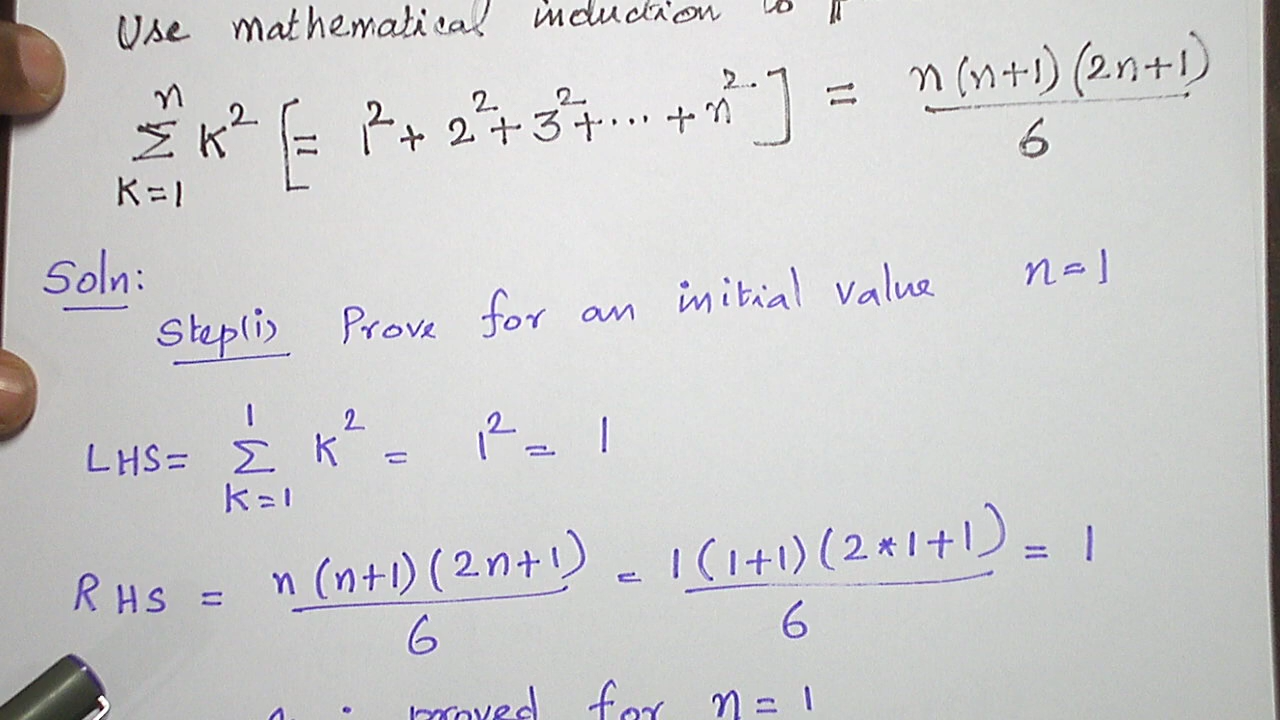 Use mathematical induction to
n
Σ K² [= 1² + 2² + 3² + ... + n²] = n(n+1)(2n+1) / 6
K=1
Soln:
Step(i) Prove for an initial value n=1
LHS = 1 Σ K=1 K² = 1² = 1
RHS = n(n+1)(2n+1) / 6 = 1(1+1)(2*1+1) / 6 = 1
proved for n=1